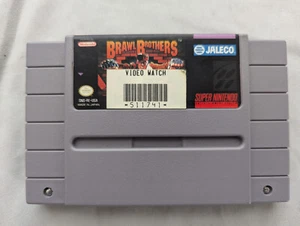 Nintendo
BRAWL BROTHERS
JALECO
VIDEO WATCH
*511741*
SUPER NINTENDO